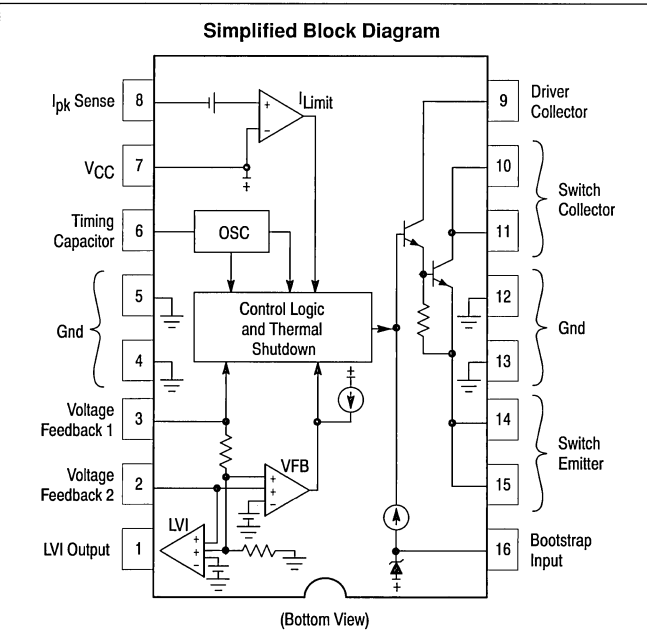 Simplified Block Diagram
Ipk Sense
8
ILimit
9
Driver
Collector
+
−
VCC
7
+
10
Switch
Collector
Timing
Capacitor
6
OSC
11
Gnd
5
4
12
13
Gnd
Control Logic
and Thermal
Shutdown
+
Voltage
Feedback 1
3
14
Switch
Emitter
Voltage
Feedback 2
2
VFB
+
+
−
15
LVI Output
1
LVI
+
+
−
16
Bootstrap
Input
+
(Bottom View)